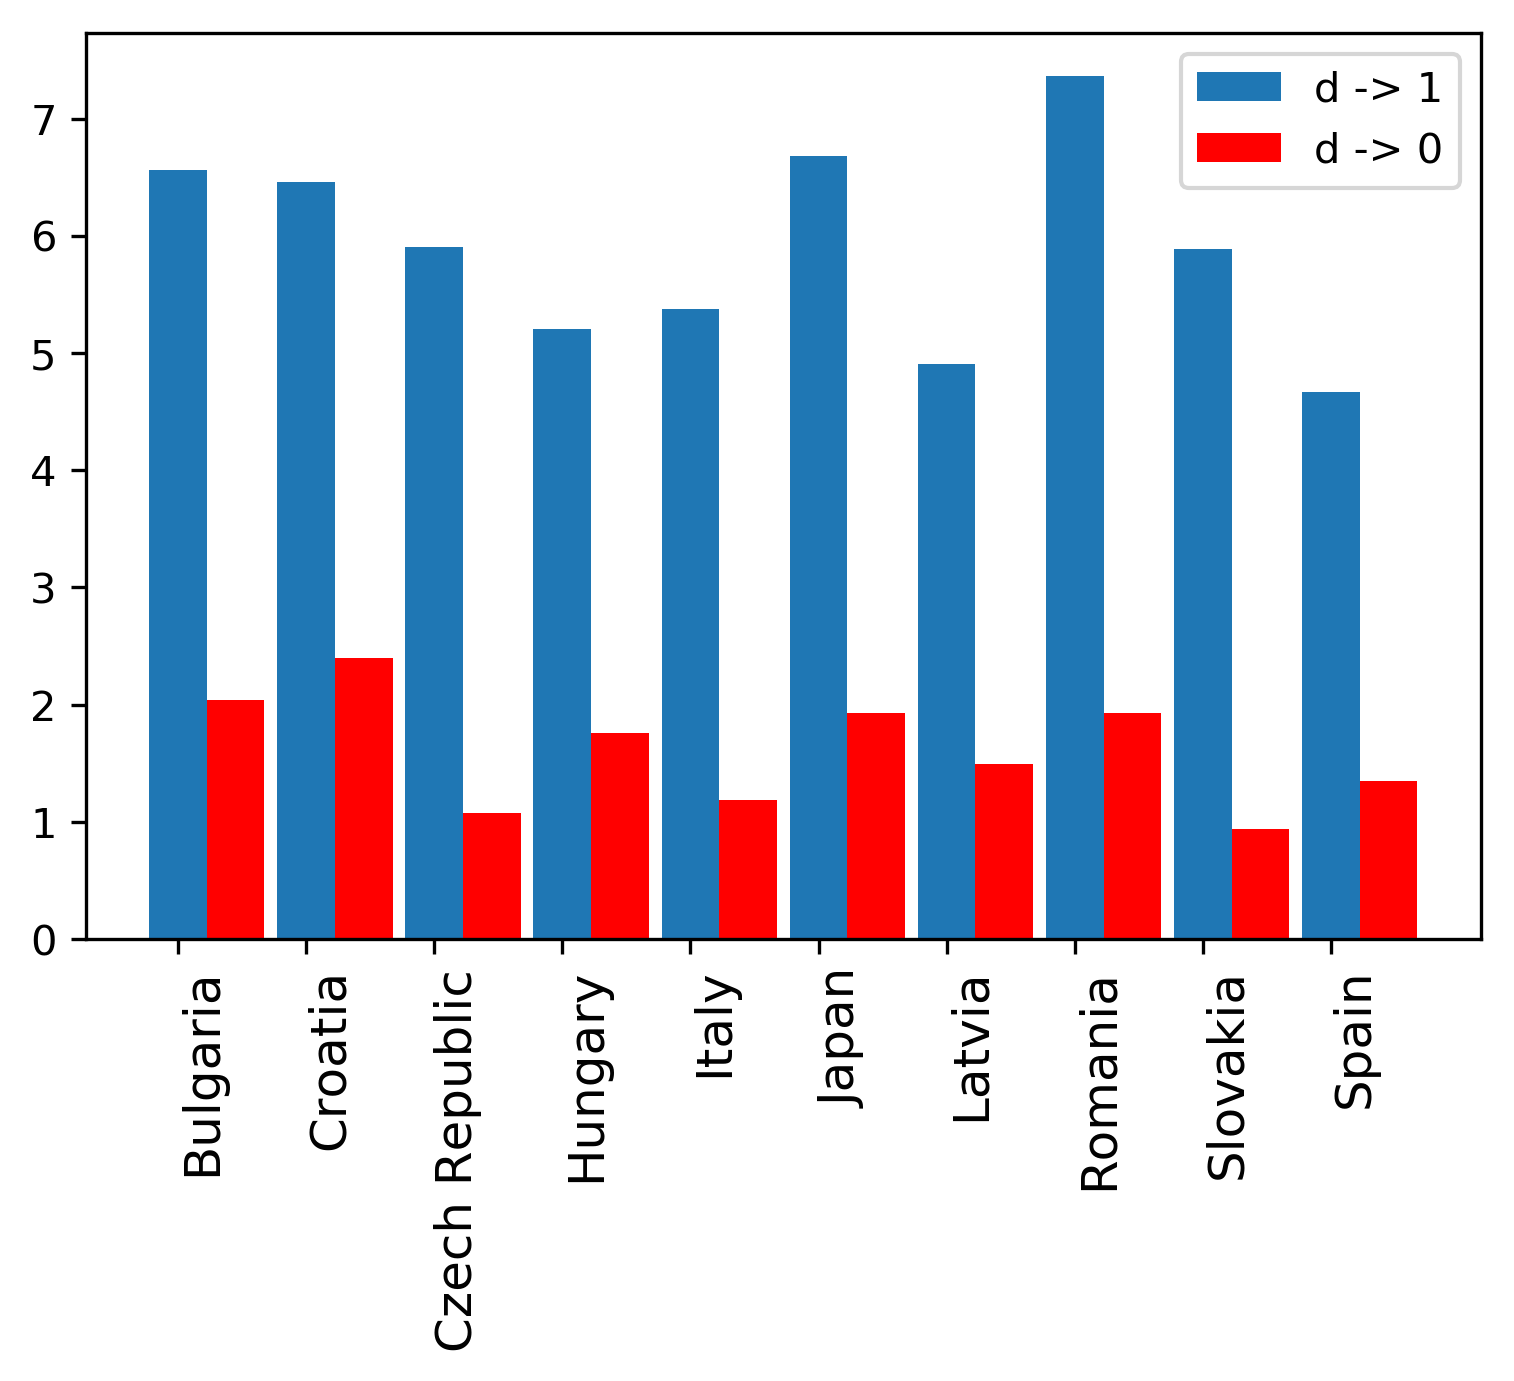 7
6
5
4
3
2
1
0
d -> 1
d -> 0
Bulgaria
Croatia
Czech Republic
Hungary
Italy
Japan
Latvia
Romania
Slovakia
Spain